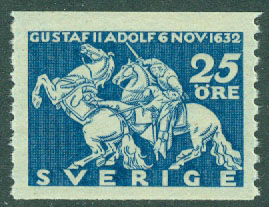 GUSTAF II ADOLF 6 NOV · 1632
25
ÖRE
SVERIGE